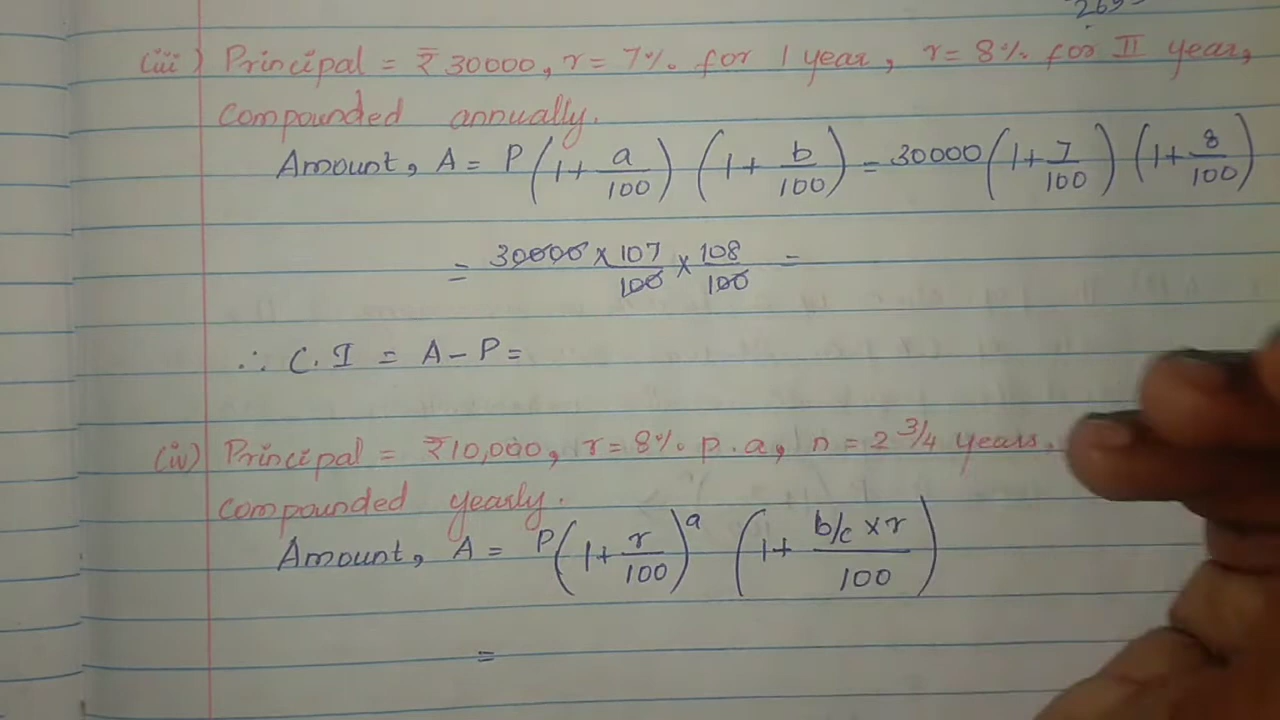 (iii) Principal = ₹ 30000, r = 7% for 1 year, r = 8% for II year,
compounded annually.
Amount, A = P(1 + a/100) (1 + b/100) = 30000(1 + 7/100) (1 + 8/100)
= 30000 × 107/100 × 108/100 =
∴ C.I = A - P =
(iv) Principal = ₹10,000, r = 8% p.a, n = 2 3/4 years,
compounded yearly.
Amount, A = P(1 + r/100)^a (1 + b/c × r/100)
=